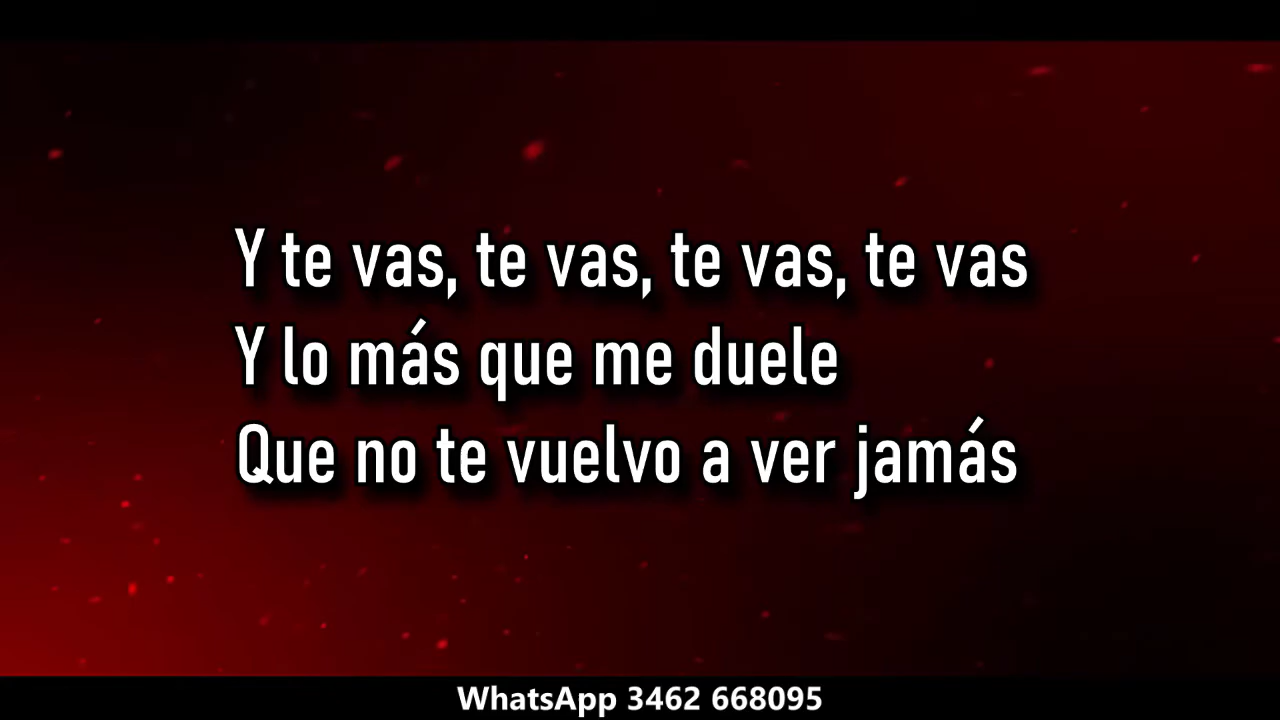 Y te vas, te vas, te vas, te vas
Y lo más que me duele
Que no te vuelvo a ver jamás
WhatsApp 3462 668095